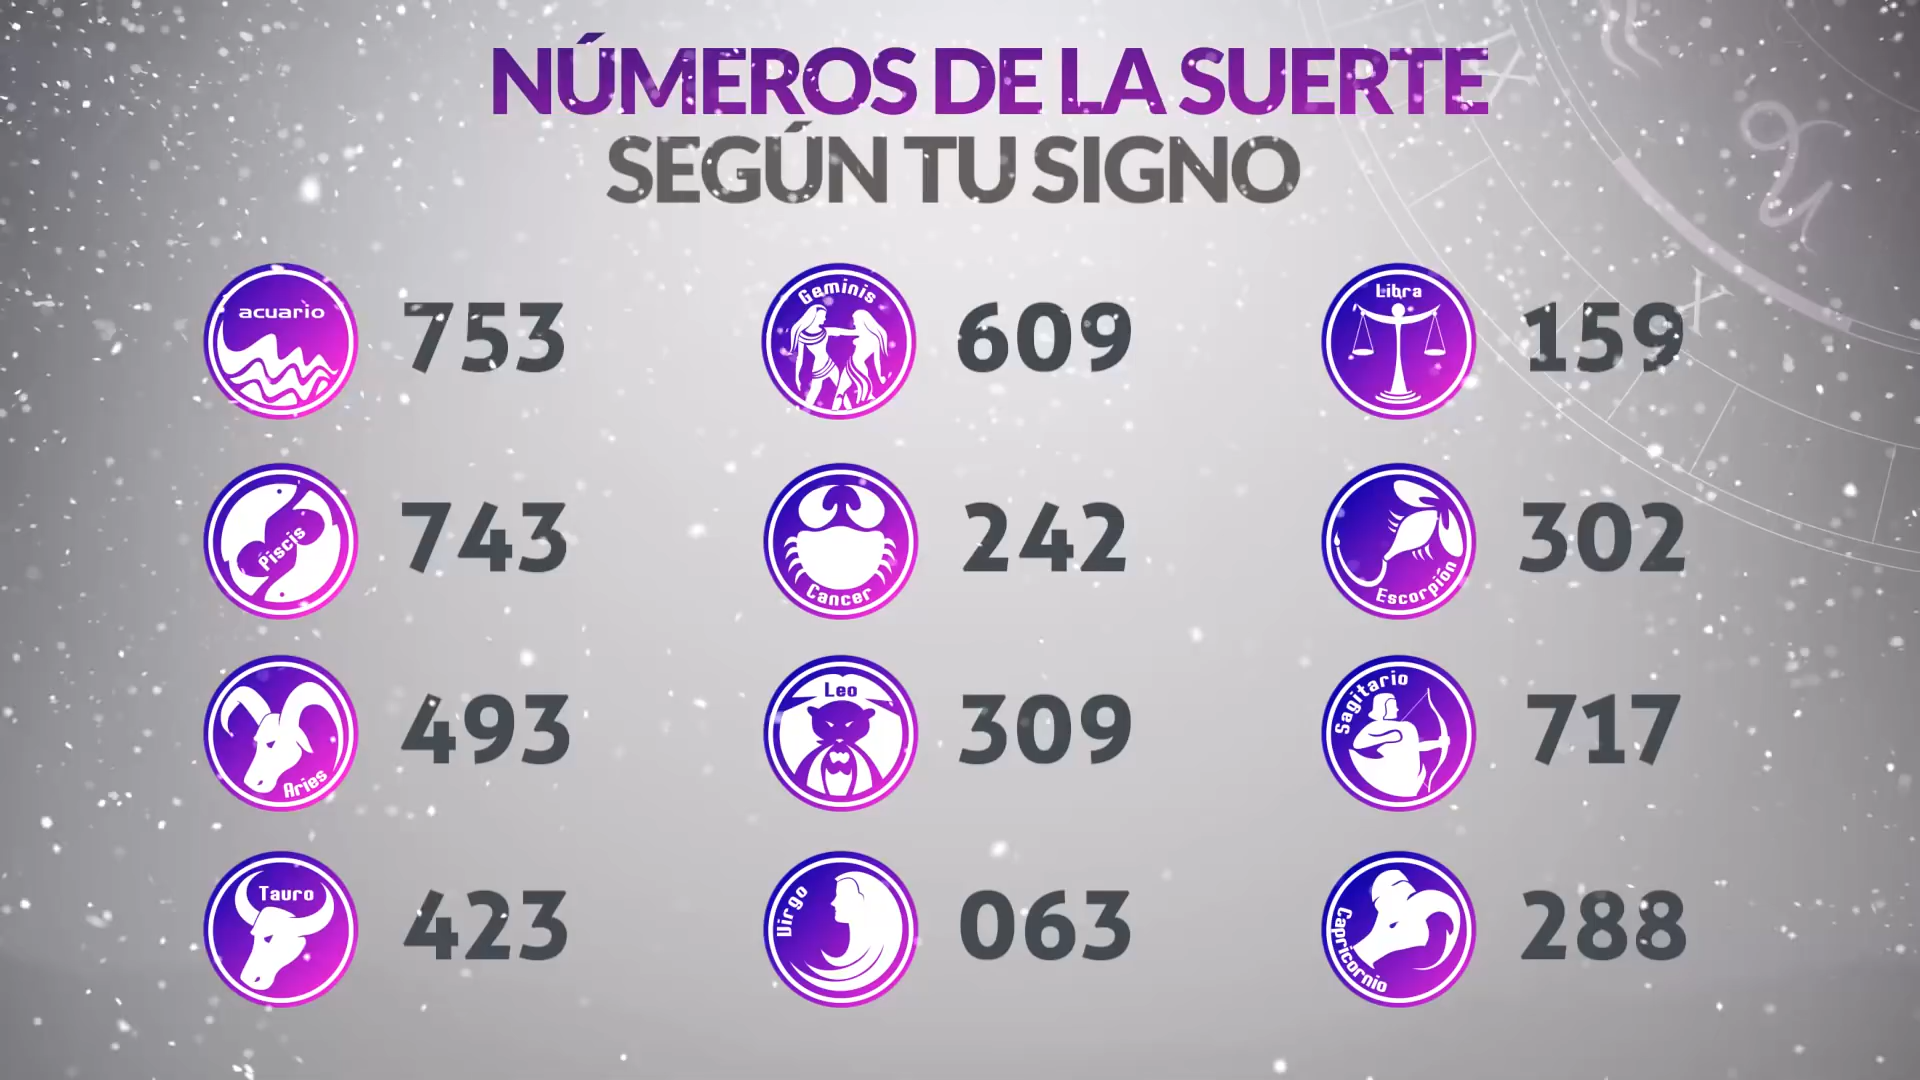 NÚMEROS DE LA SUERTE
SEGÚN TU SIGNO
acuario 753
Geminis 609
Libra 159
Piscis 743
Cancer 242
Escorpión 302
Aries 493
Leo 309
Sagitario 717
Tauro 423
Virgo 063
Capricornio 288